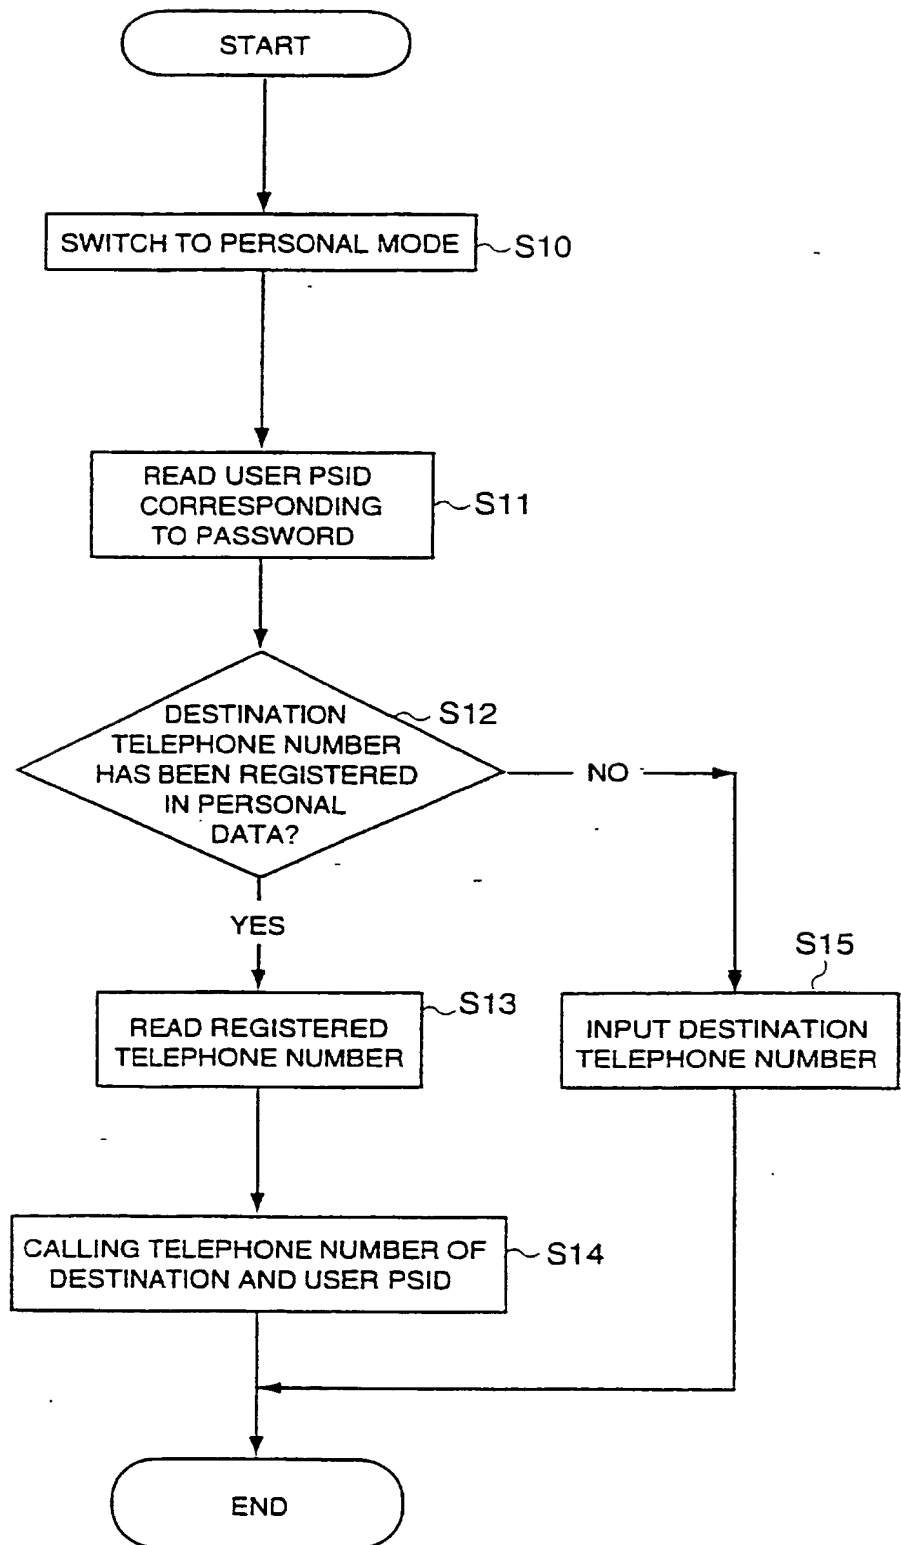 START
SWITCH TO PERSONAL MODE
S10
READ USER PSID
CORRESPONDING
TO PASSWORD
S11
DESTINATION
TELEPHONE NUMBER
HAS BEEN REGISTERED
IN PERSONAL
DATA?
S12
NO
YES
READ REGISTERED
TELEPHONE NUMBER
S13
INPUT DESTINATION
TELEPHONE NUMBER
S15
CALLING TELEPHONE NUMBER OF
DESTINATION AND USER PSID
S14
END